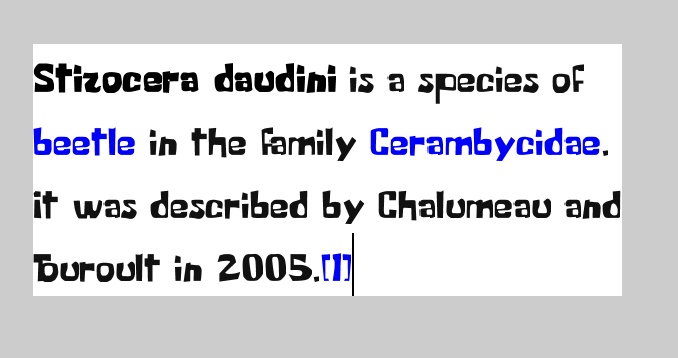 Stizocera daudini is a species of
beetle in the family Cerambycidae.
it was described by Chalumeau and
Touroult in 2005.[1]